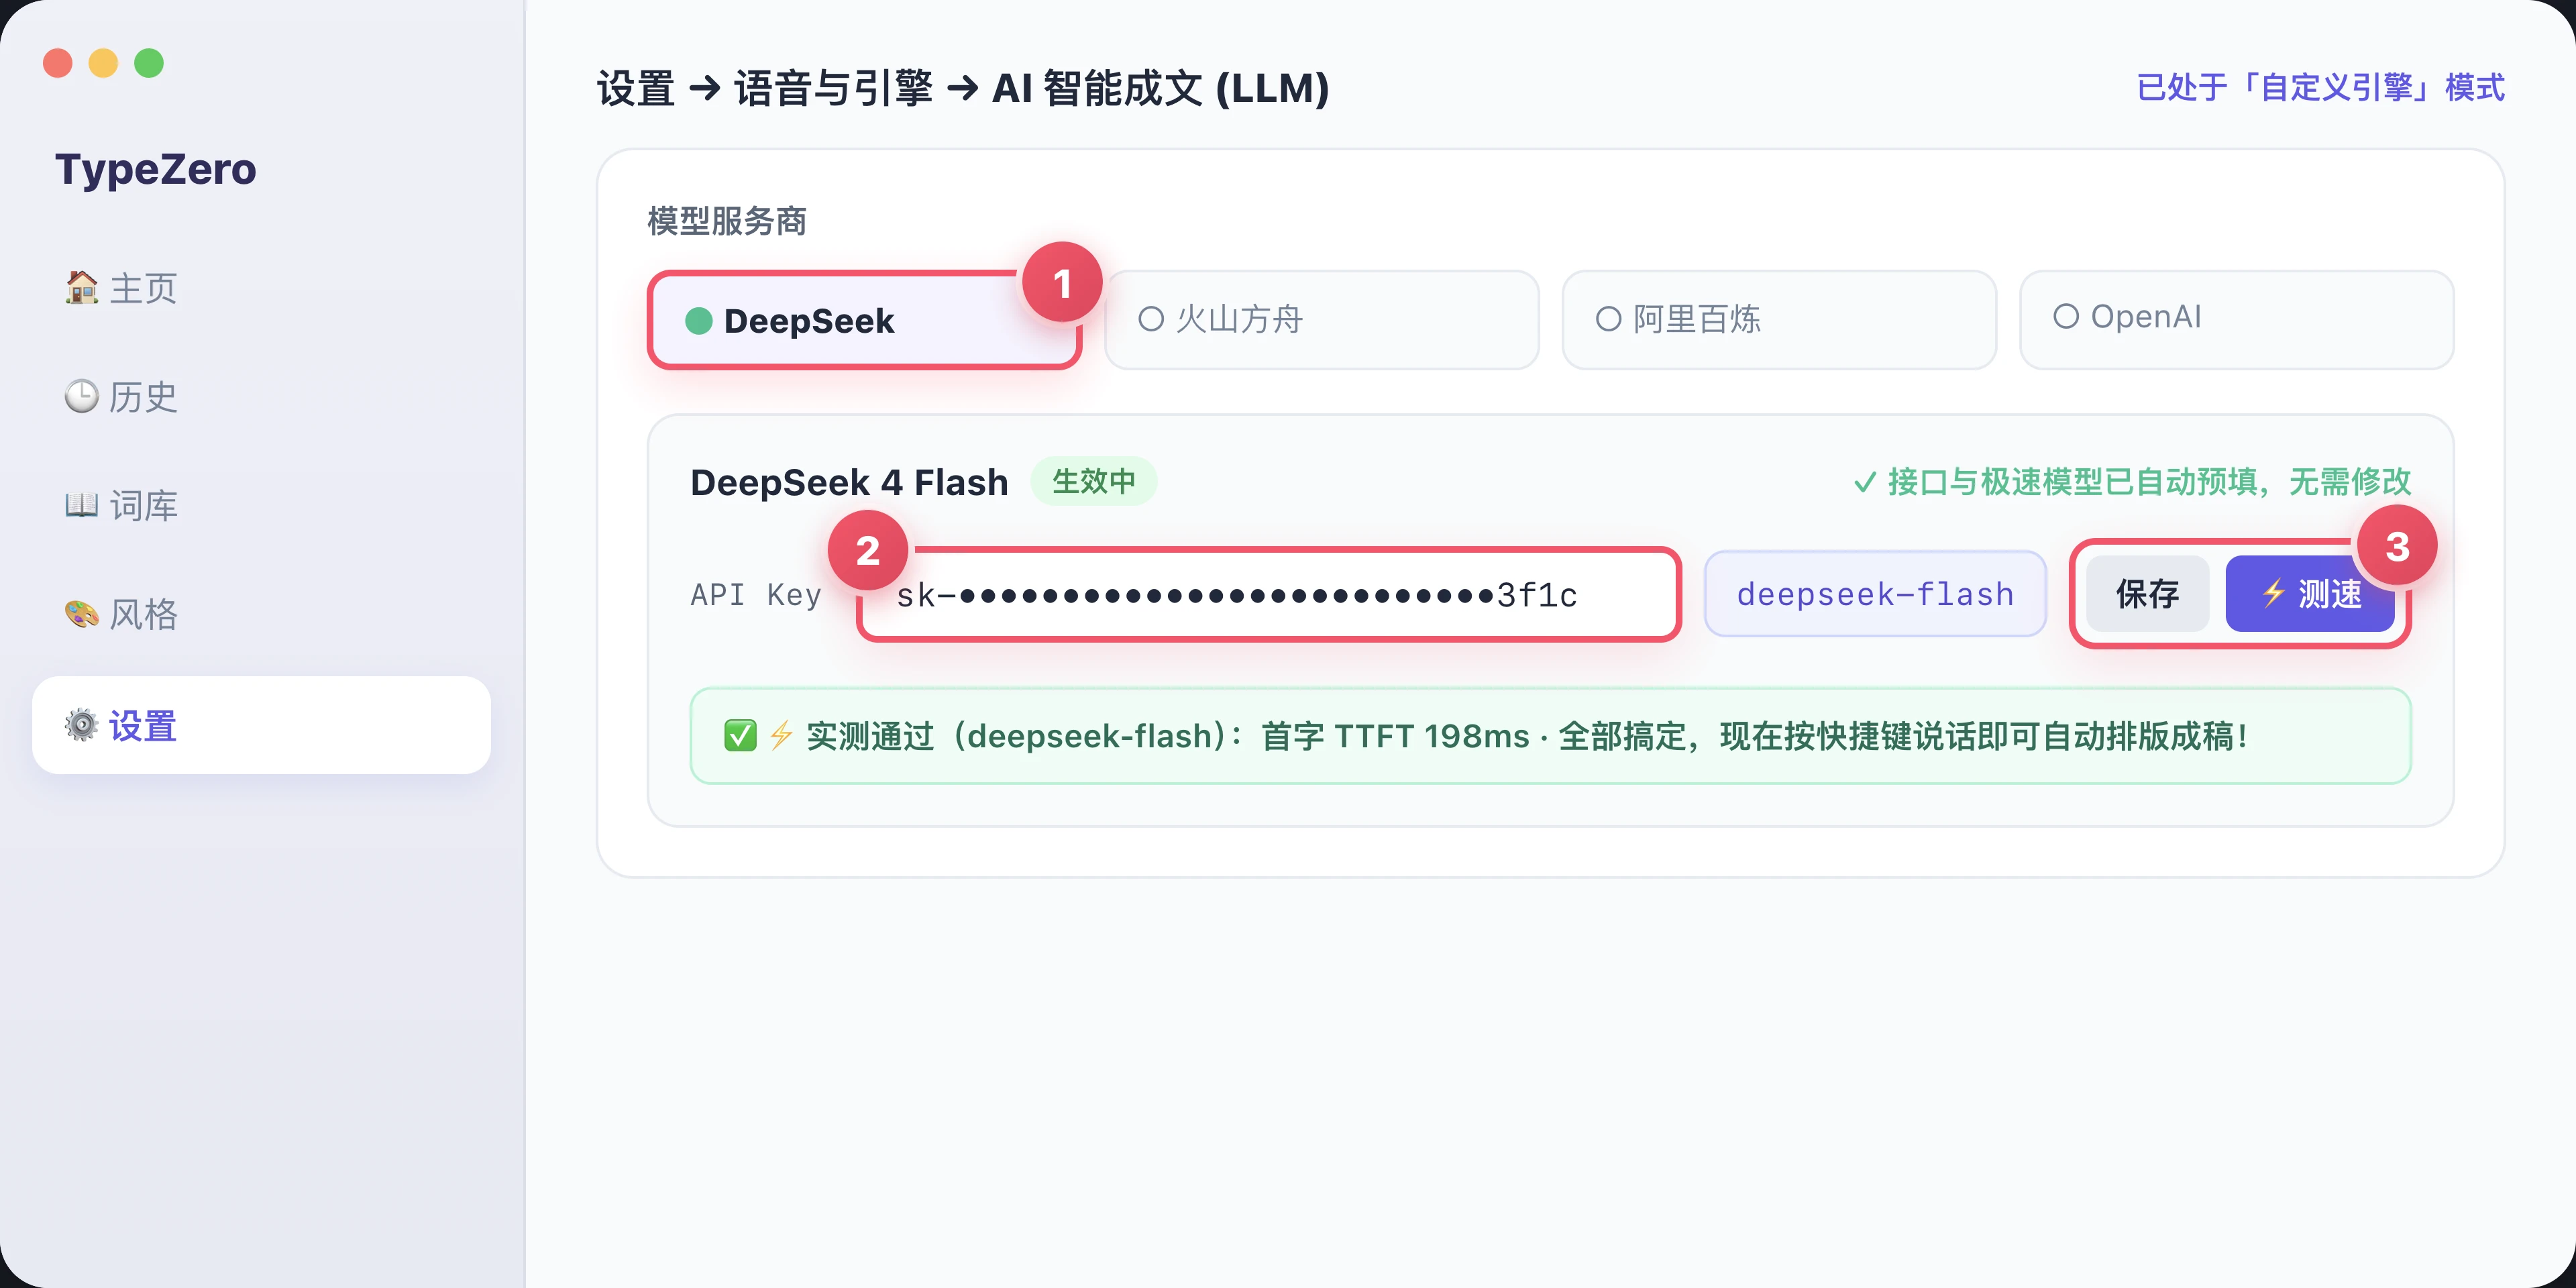 TypeZero
主页
历史
词库
风格
设置
设置 → 语音与引擎 → AI 智能成文 (LLM)
已处于「自定义引擎」模式
模型服务商
1
DeepSeek
火山方舟
阿里百炼
OpenAI
DeepSeek 4 Flash
生效中
✓ 接口与极速模型已自动预填，无需修改
2
3
API Key
sk-••••••••••••••••••••••••••3f1c
deepseek-flash
保存
⚡ 测速
✅ ⚡ 实测通过（deepseek-flash）：首字 TTFT 198ms · 全部搞定，现在按快捷键说话即可自动排版成稿！